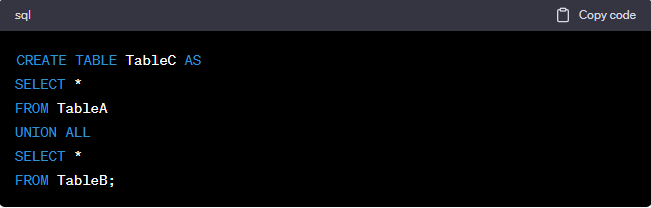 sql
Copy code
CREATE TABLE TableC AS
SELECT *
FROM TableA
UNION ALL
SELECT *
FROM TableB;